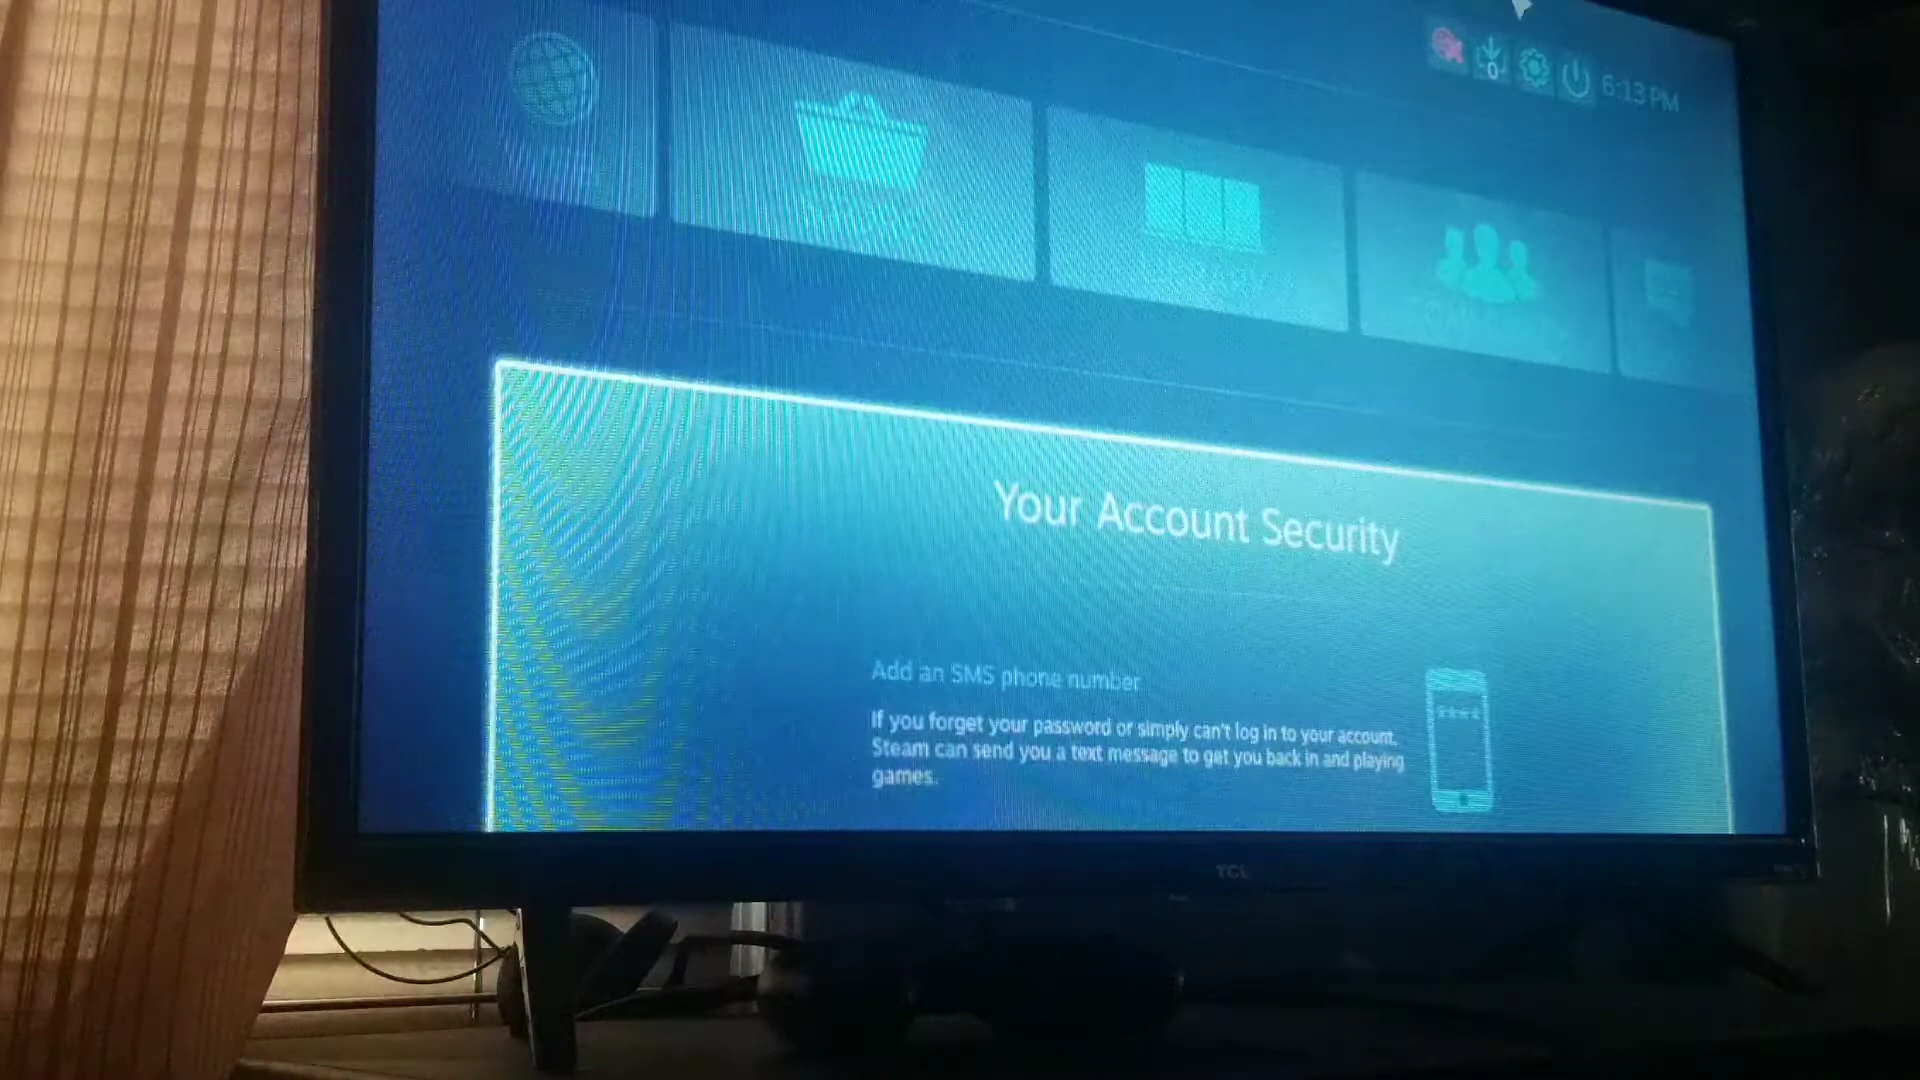 0
6:13 PM
Your Account Security
Add an SMS phone number
If you forget your password or simply can't log in to your account,
Steam can send you a text message to get you back in and playing
games.
****
TCL